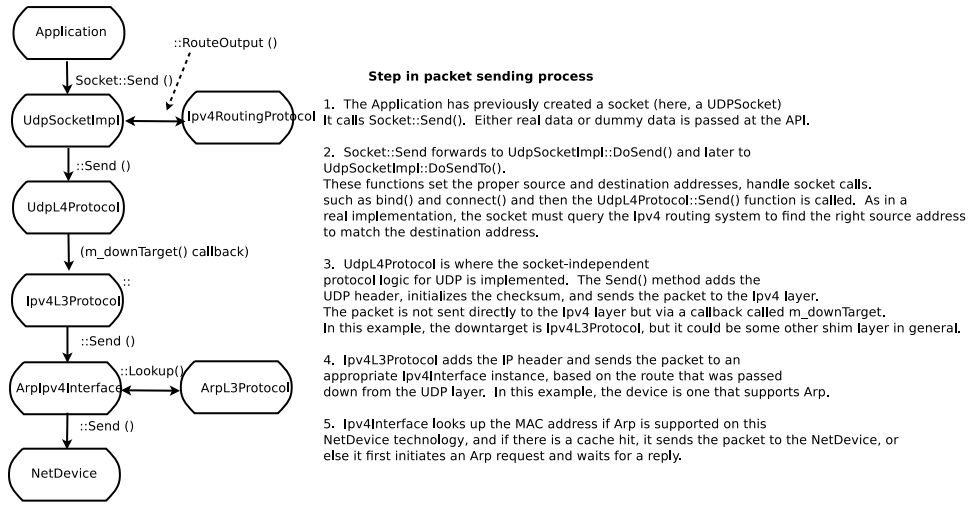 Application
::RouteOutput ()
Socket::Send ()
UdpSocketImpl
Ipv4RoutingProtocol
::Send ()
UdpL4Protocol
(m_downTarget() callback)
::
Ipv4L3Protocol
::Send ()
::Lookup()
ArpIpv4Interface
ArpL3Protocol
::Send ()
NetDevice
Step in packet sending process
1. The Application has previously created a socket (here, a UDPSocket)
It calls Socket::Send(). Either real data or dummy data is passed at the API.
2. Socket::Send forwards to UdpSocketImpl::DoSend() and later to
UdpSocketImpl::DoSendTo().
These functions set the proper source and destination addresses, handle socket calls.
such as bind() and connect() and then the UdpL4Protocol::Send() function is called. As in a
real implementation, the socket must query the Ipv4 routing system to find the right source address
to match the destination address.
3. UdpL4Protocol is where the socket-independent
protocol logic for UDP is implemented. The Send() method adds the
UDP header, initializes the checksum, and sends the packet to the Ipv4 layer.
The packet is not sent directly to the Ipv4 layer but via a callback called m_downTarget.
In this example, the downtarget is Ipv4L3Protocol, but it could be some other shim layer in general.
4. Ipv4L3Protocol adds the IP header and sends the packet to an
appropriate Ipv4Interface instance, based on the route that was passed
down from the UDP layer. In this example, the device is one that supports Arp.
5. Ipv4Interface looks up the MAC address if Arp is supported on this
NetDevice technology, and if there is a cache hit, it sends the packet to the NetDevice, or
else it first initiates an Arp request and waits for a reply.